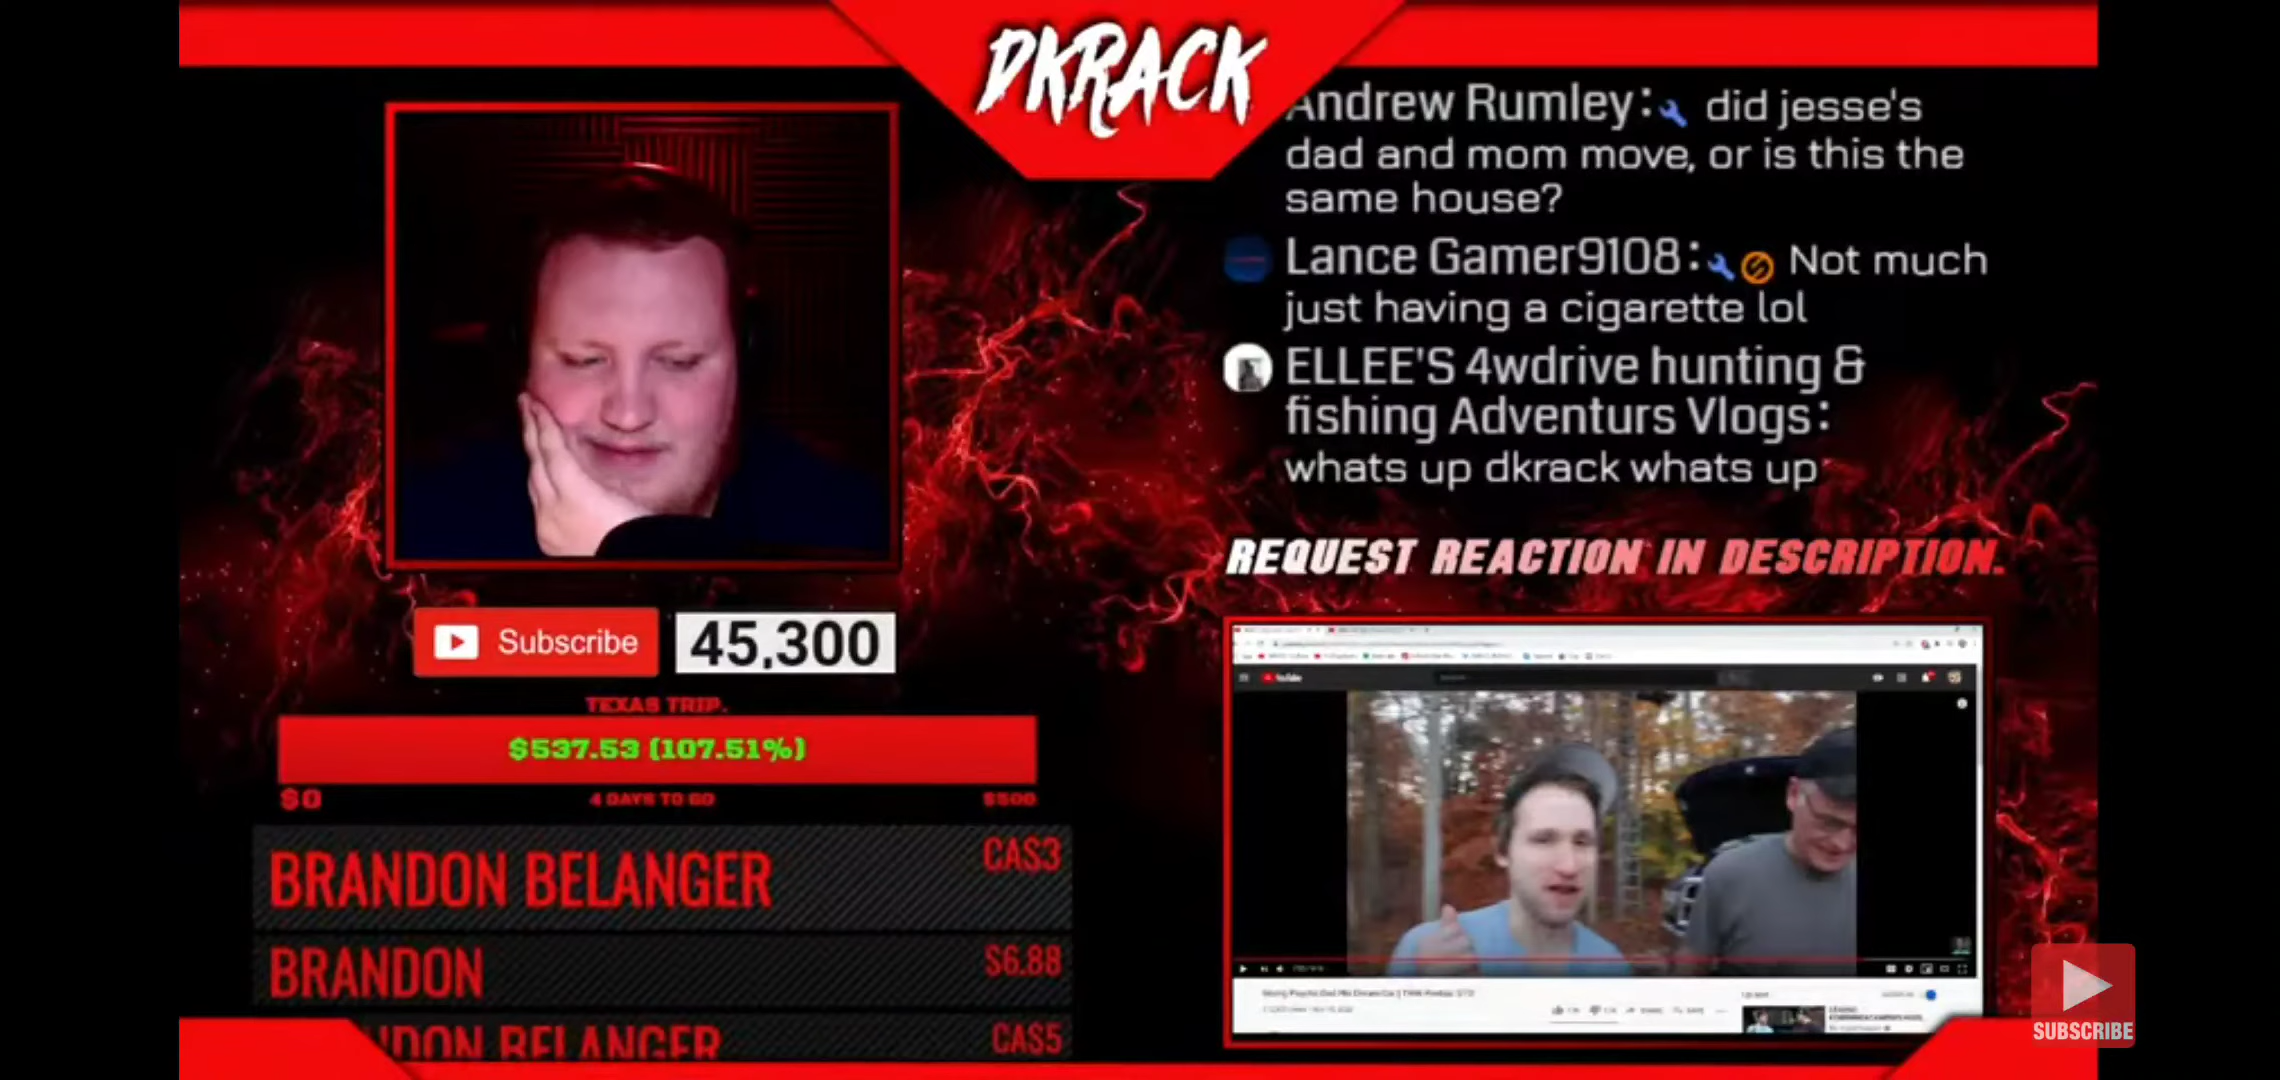 DKRACK
Andrew Rumley: did jesse's
dad and mom move, or is this the
same house?
Lance Gamer9108: Not much
just having a cigarette lol
ELLEE'S 4wdrive hunting &
fishing Adventurs Vlogs:
whats up dkrack whats up
REQUEST REACTION IN DESCRIPTION.
Subscribe
45,300
TEXAS TRIP.
$537.53 (107.51%)
$0
4 DAYS TO GO
$500
BRANDON BELANGER
CA$3
BRANDON
$6.88
NDON BELANGER
CA$5
YouTube
SUBSCRIBE